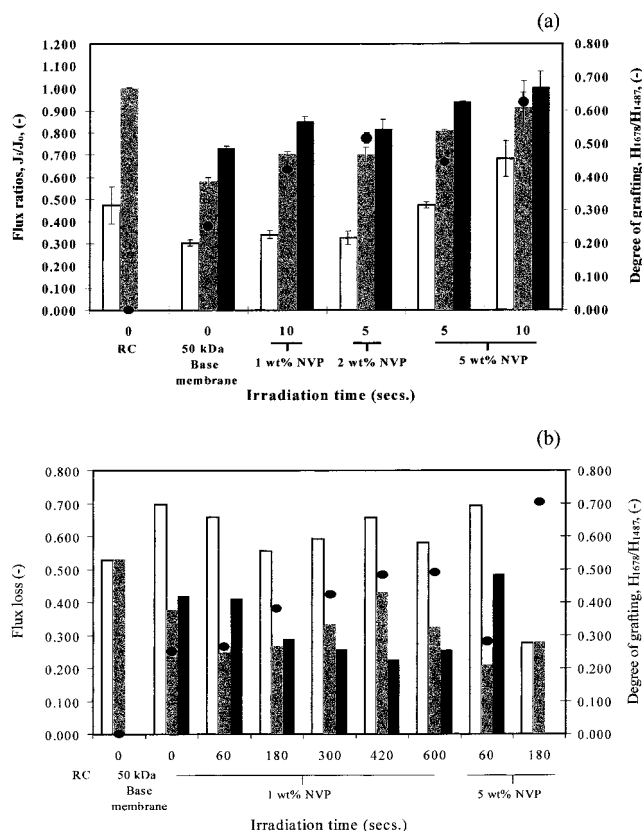 (a)
Flux ratios, Ji/Jo, (-)
1.200
1.100
1.000
0.900
0.800
0.700
0.600
0.500
0.400
0.300
0.200
0.100
0.000
0.800
0.700
0.600
0.500
0.400
0.300
0.200
0.100
0.000
Degree of grafting, H1678/H1487, (-)
0 0 10 5 5 10
RC 50 kDa 1 wt% NVP 2 wt% NVP 5 wt% NVP
Base
membrane
Irradiation time (secs.)
(b)
Flux loss (-)
0.800
0.700
0.600
0.500
0.400
0.300
0.200
0.100
0.000
0.800
0.700
0.600
0.500
0.400
0.300
0.200
0.100
0.000
Degree of grafting, H1678/H1487, (-)
0 0 60 180 300 420 600 60 180
RC 50 kDa 1 wt% NVP 5 wt% NVP
Base
membrane
Irradiation time (secs.)